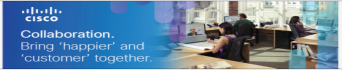 CISCO
Collaboration.
Bring 'happier' and
'customer' together.